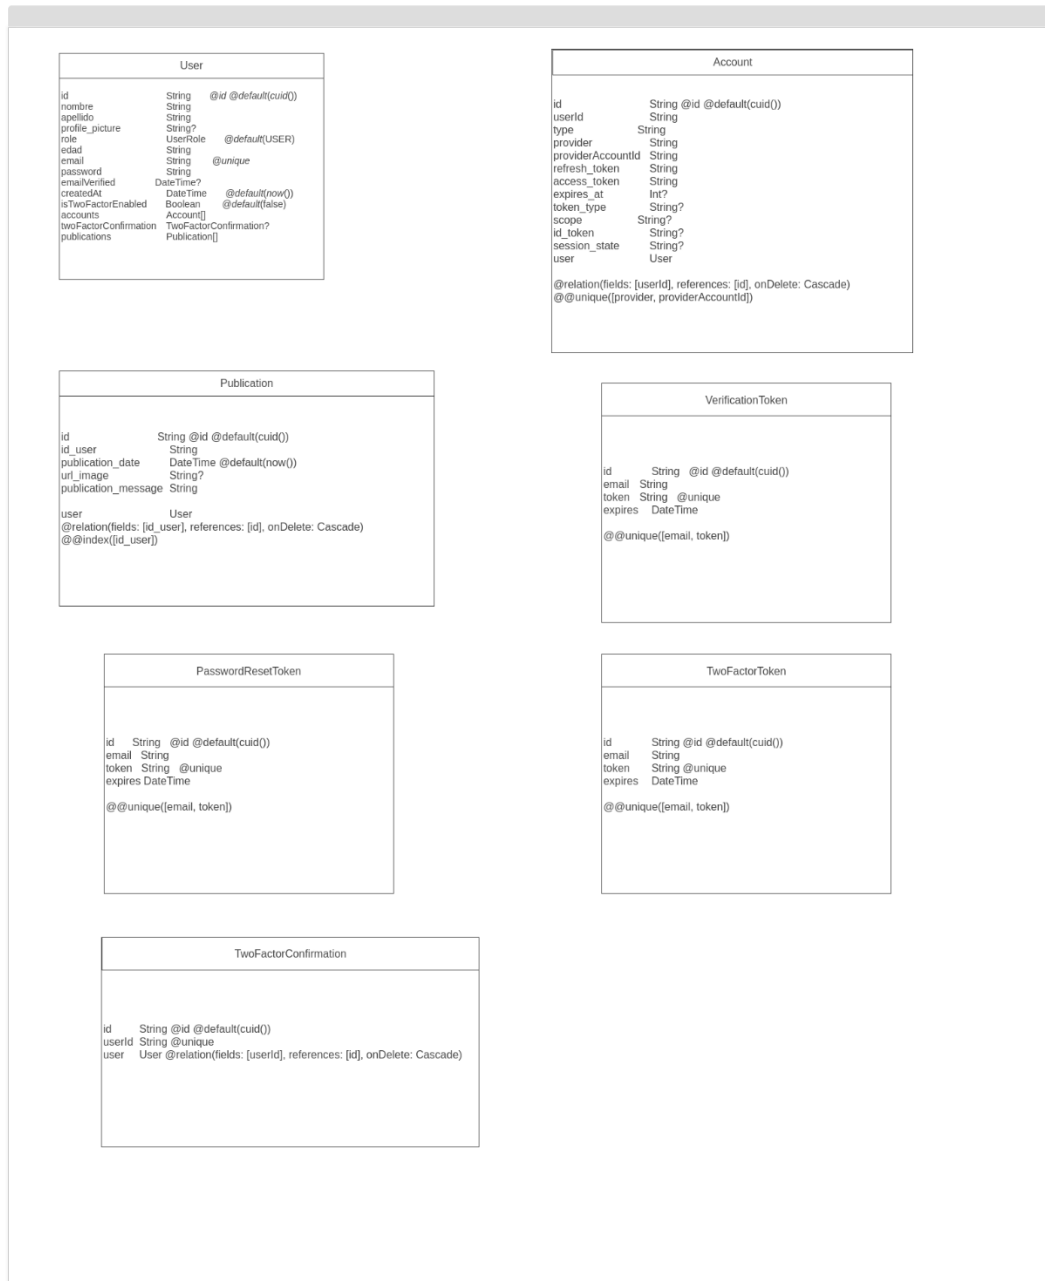 User
id String @id @default(cuid())
nombre String
apellido String
profile_picture String?
role UserRole @default(USER)
edad String
email String @unique
password String
emailVerified DateTime?
createdAt DateTime @default(now())
isTwoFactorEnabled Boolean @default(false)
accounts Account[]
twoFactorConfirmation TwoFactorConfirmation?
publications Publication[]
Account
id String @id @default(cuid())
userId String
type String
provider String
providerAccountId String
refresh_token String
access_token String
expires_at Int?
token_type String?
scope String?
id_token String?
session_state String?
user User
@relation(fields: [userId], references: [id], onDelete: Cascade)
@@unique([provider, providerAccountId])
Publication
id String @id @default(cuid())
id_user String
publication_date DateTime @default(now())
url_image String?
publication_message String
user User
@relation(fields: [id_user], references: [id], onDelete: Cascade)
@@index([id_user])
VerificationToken
id String @id @default(cuid())
email String
token String @unique
expires DateTime
@@unique([email, token])
PasswordResetToken
id String @id @default(cuid())
email String
token String @unique
expires DateTime
@@unique([email, token])
TwoFactorToken
id String @id @default(cuid())
email String
token String @unique
expires DateTime
@@unique([email, token])
TwoFactorConfirmation
id String @id @default(cuid())
userId String @unique
user User @relation(fields: [userId], references: [id], onDelete: Cascade)